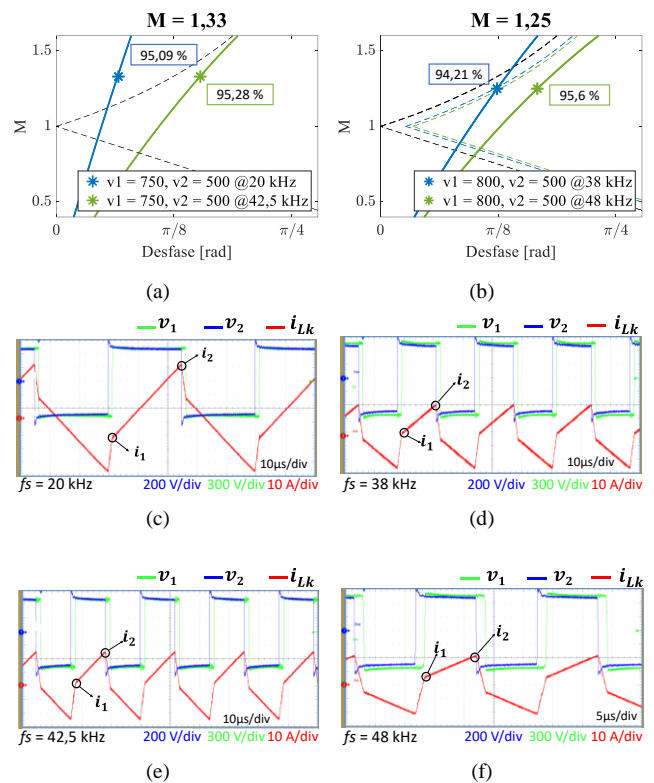 M = 1,33
M = 1,25
1.5
1
0.5
M
95,09 %
95,28 %
v1 = 750, v2 = 500 @20 kHz
v1 = 750, v2 = 500 @42,5 kHz
0
π/8
π/4
Desfase [rad]
1.5
1
0.5
M
94,21 %
95,6 %
v1 = 800, v2 = 500 @38 kHz
v1 = 800, v2 = 500 @48 kHz
0
π/8
π/4
Desfase [rad]
(a)
(b)
v1 v2 iLk
i2
i1
10µs/div
fs = 20 kHz 200 V/div 300 V/div 10 A/div
(c)
v1 v2 iLk
i2
i1
10µs/div
fs = 38 kHz 200 V/div 300 V/div 10 A/div
(d)
v1 v2 iLk
i2
i1
10µs/div
fs = 42,5 kHz 200 V/div 300 V/div 10 A/div
(e)
v1 v2 iLk
i1
i2
5µs/div
fs = 48 kHz 200 V/div 300 V/div 10 A/div
(f)